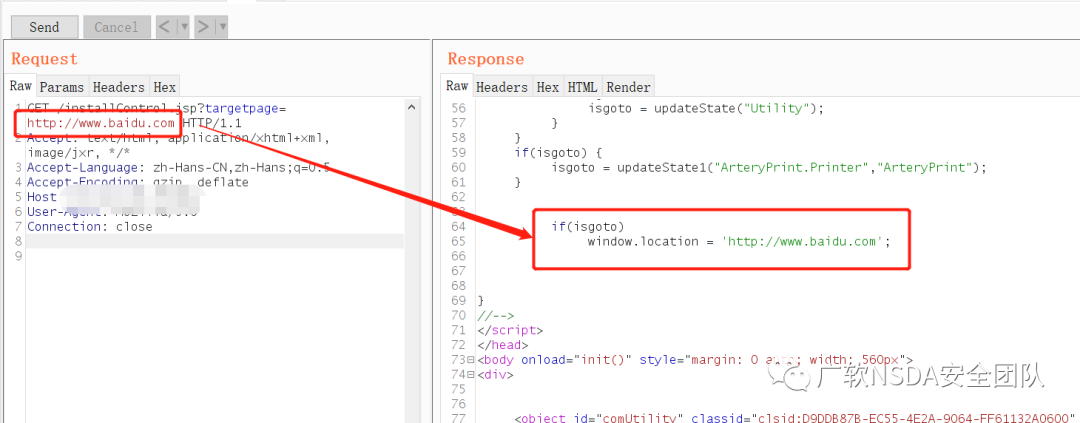 Send Cancel < > 
Request
Raw Params Headers Hex
1 GET /installControl.jsp?targetpage=
http://www.baidu.com HTTP/1.1
2 Accept: text/html, application/xhtml+xml,
image/jxr, */*
3 Accept-Language: zh-Hans-CN,zh-Hans;q=0.5
4 Accept-Encoding: gzip, deflate
5 Host
6 User-Agent:
7 Connection: close
8
9
Response
Raw Headers Hex HTML Render
56 isgoto = updateState("Utility");
57 }
58 }
59 if(isgoto) {
60 isgoto = updateState1("ArteryPrint.Printer","ArteryPrint");
61 }
62
63
64 if(isgoto)
65 window.location = 'http://www.baidu.com';
66
67
68
69 }
70 //-->
71 </script>
72 </head>
73 <body onload="init()" style="margin: 0 auto; width: 560px">
74 <div>
75
76
77 <object id="comUtility" classid="clsid:D9DDB87B-EC55-4E2A-9064-FF61132A0600"
广软NSDA安全团队